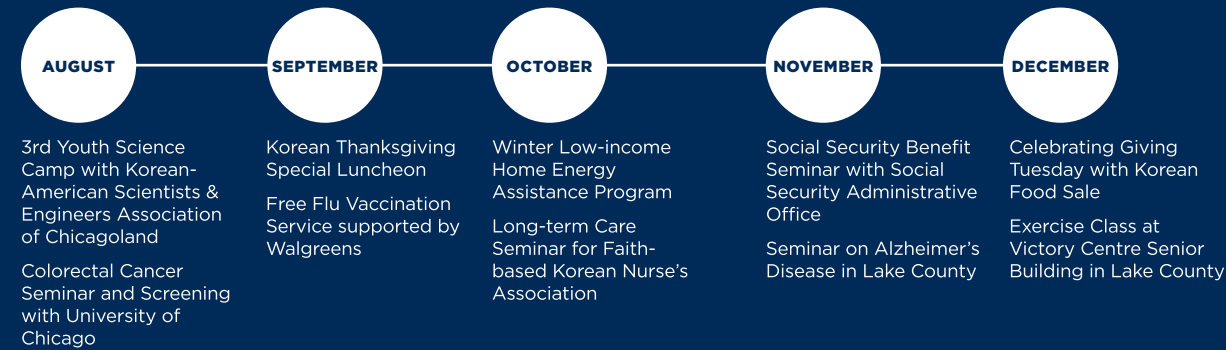 AUGUST
3rd Youth Science
Camp with Korean-
American Scientists &
Engineers Association
of Chicagoland
Colorectal Cancer
Seminar and Screening
with University of
Chicago
SEPTEMBER
Korean Thanksgiving
Special Luncheon
Free Flu Vaccination
Service supported by
Walgreens
OCTOBER
Winter Low-income
Home Energy
Assistance Program
Long-term Care
Seminar for Faith-
based Korean Nurse’s
Association
NOVEMBER
Social Security Benefit
Seminar with Social
Security Administrative
Office
Seminar on Alzheimer’s
Disease in Lake County
DECEMBER
Celebrating Giving
Tuesday with Korean
Food Sale
Exercise Class at
Victory Centre Senior
Building in Lake County